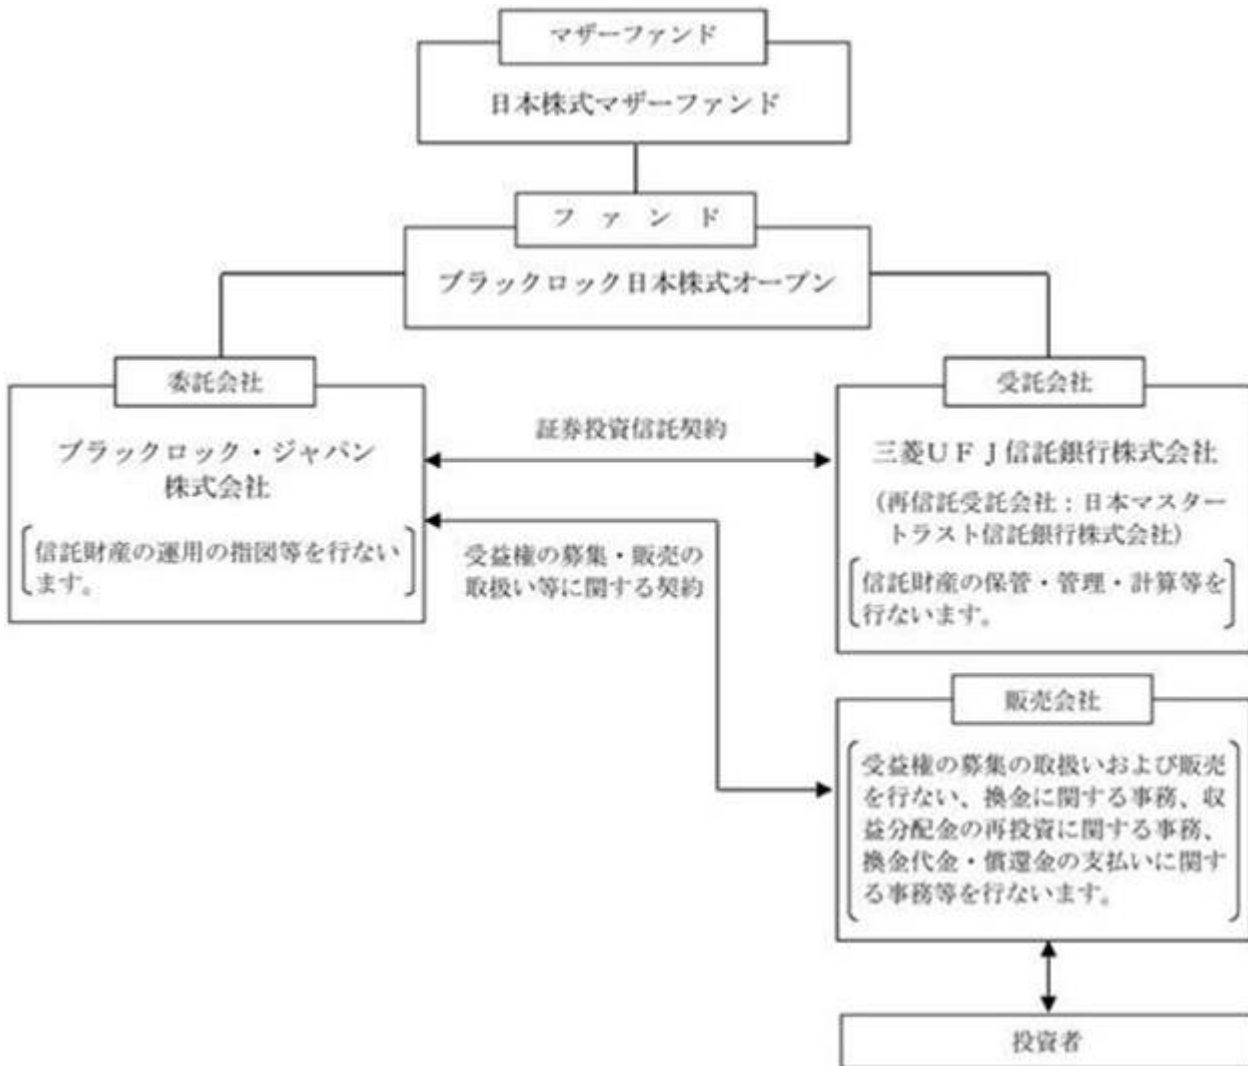 マザーファンド
日本株式マザーファンド
ファンド
ブラックロック日本株式オープン
委託会社
ブラックロック・ジャパン
株式会社
信託財産の運用の指図等を行ない
ます。
証券投資信託契約
受益権の募集・販売の
取扱い等に関する契約
受託会社
三菱UFJ信託銀行株式会社
(再信託受託会社:日本マスター
トラスト信託銀行株式会社)
信託財産の保管・管理・計算等を
行ないます。
販売会社
受益権の募集の取扱いおよび販売
を行ない、換金に関する事務、収
益分配金の再投資に関する事務、
換金代金・償還金の支払いに関す
る事務等を行ないます。
投資者